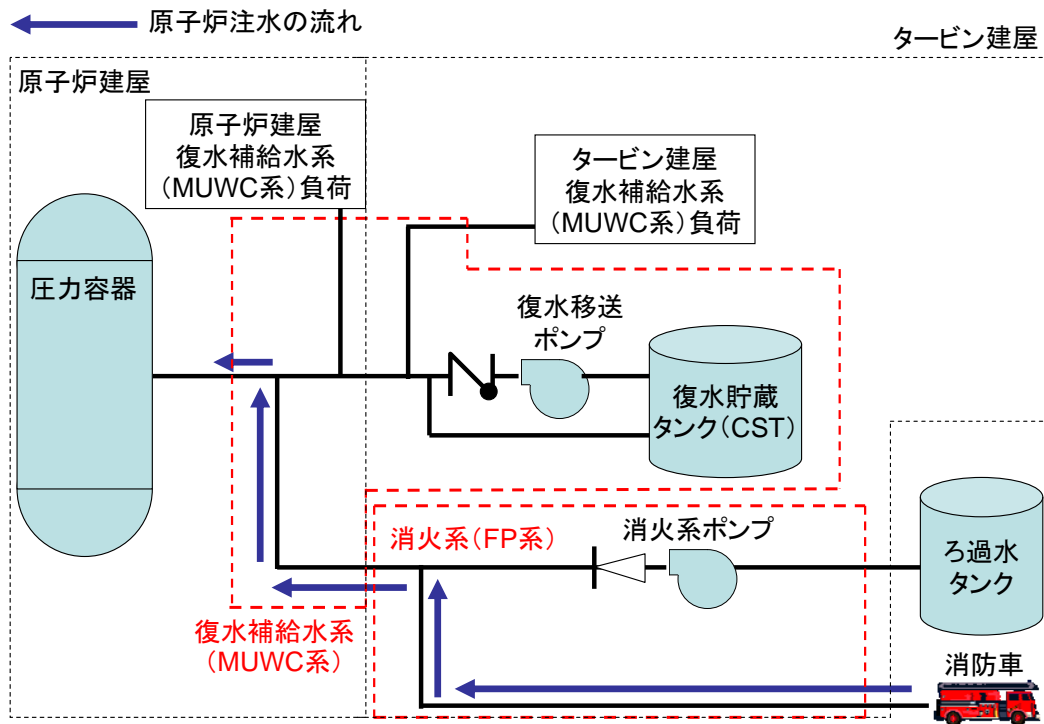 原子炉注水の流れ
タービン建屋
原子炉建屋
原子炉建屋
復水補給水系
(MUWC系)負荷
タービン建屋
復水補給水系
(MUWC系)負荷
圧力容器
復水移送
ポンプ
復水貯蔵
タンク(CST)
消火系(FP系)
消火系ポンプ
ろ過水
タンク
復水補給水系
(MUWC系)
消防車